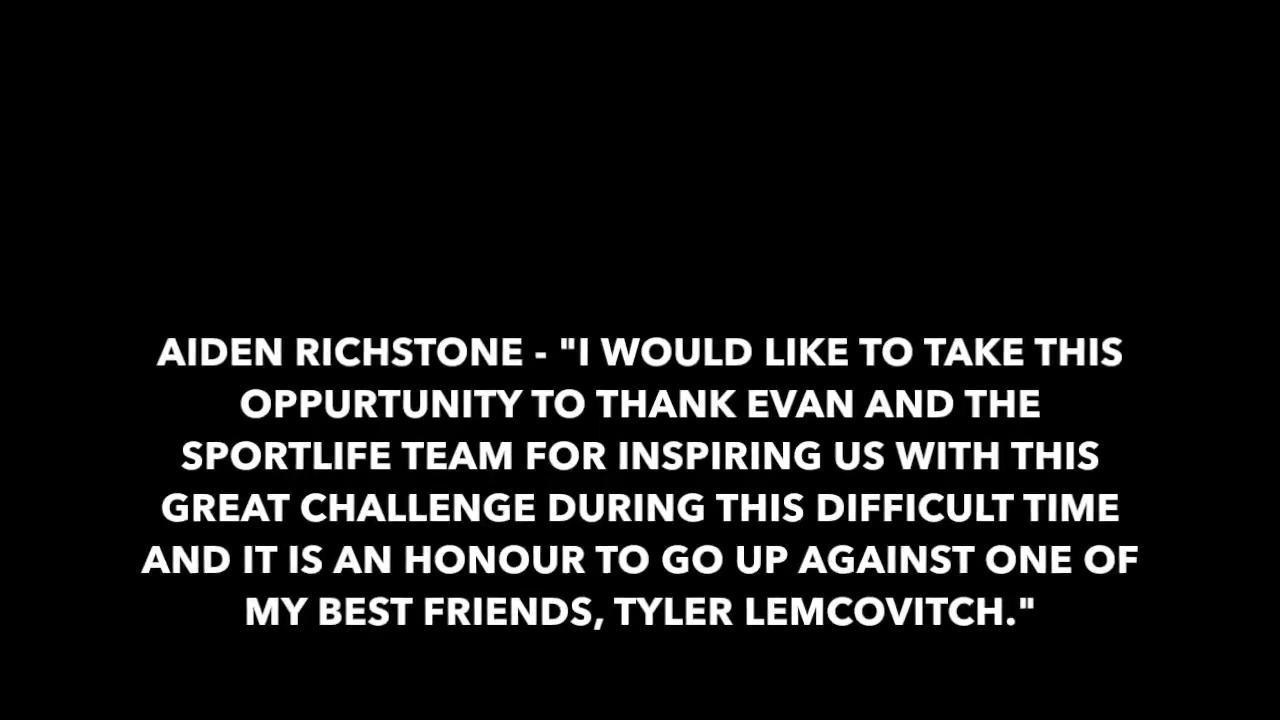 AIDEN RICHSTONE - "I WOULD LIKE TO TAKE THIS
OPPURTUNITY TO THANK EVAN AND THE
SPORTLIFE TEAM FOR INSPIRING US WITH THIS
GREAT CHALLENGE DURING THIS DIFFICULT TIME
AND IT IS AN HONOUR TO GO UP AGAINST ONE OF
MY BEST FRIENDS, TYLER LEMCOVITCH."